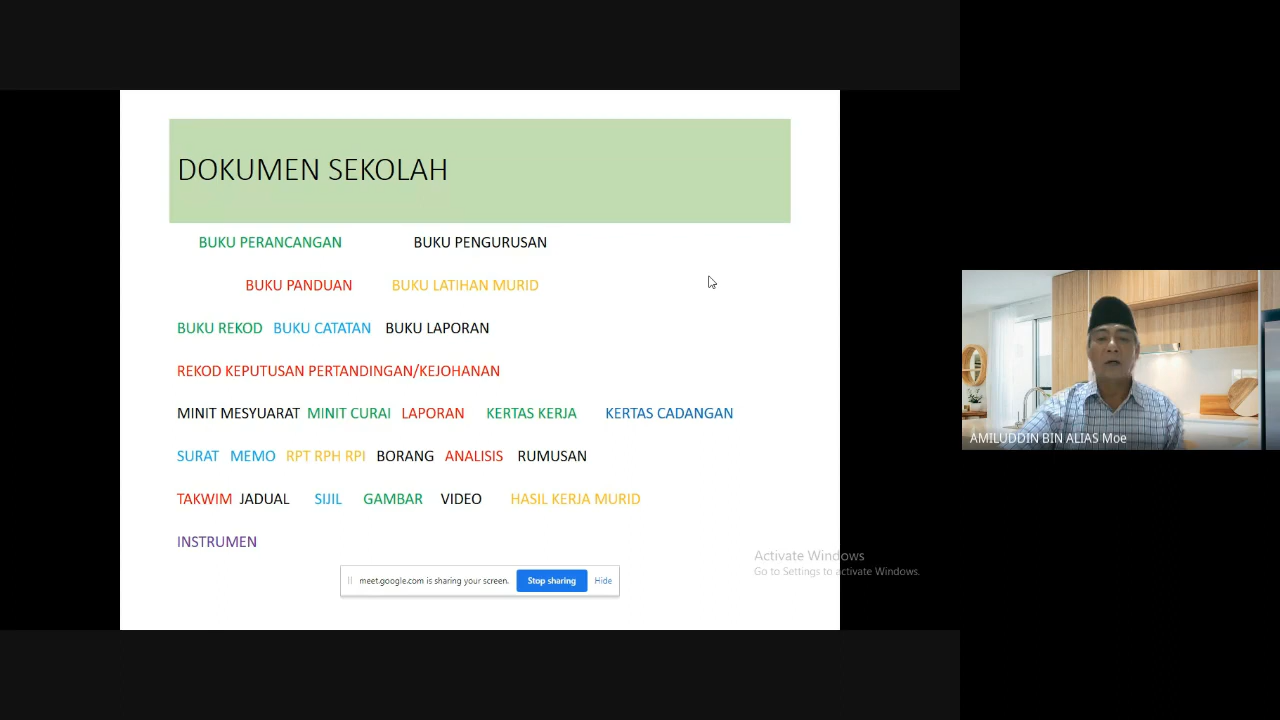 DOKUMEN SEKOLAH
BUKU PERANCANGAN BUKU PENGURUSAN
BUKU PANDUAN BUKU LATIHAN MURID
BUKU REKOD BUKU CATATAN BUKU LAPORAN
REKOD KEPUTUSAN PERTANDINGAN/KEJOHANAN
MINIT MESYUARAT MINIT CURAI LAPORAN KERTAS KERJA KERTAS CADANGAN
SURAT MEMO RPT RPH RPI BORANG ANALISIS RUMUSAN
TAKWIM JADUAL SIJIL GAMBAR VIDEO HASIL KERJA MURID
INSTRUMEN
meet.google.com is sharing your screen. Stop sharing Hide
Activate Windows
Go to Settings to activate Windows.
AMILUDDIN BIN ALIAS Moe